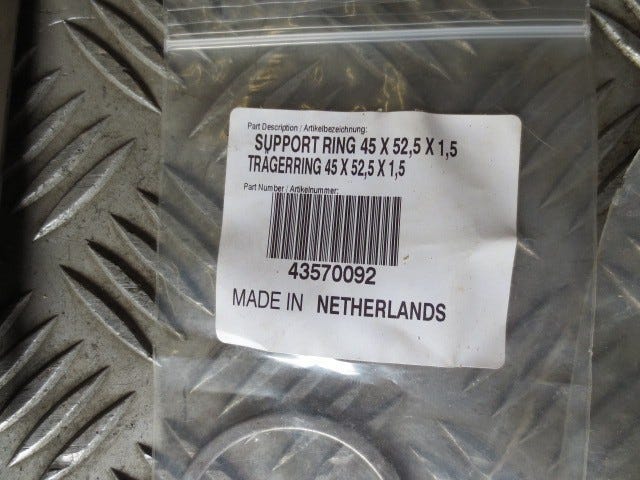 Part Description / Artikelbezeichnung:
SUPPORT RING 45 X 52,5 X 1,5
TRAGERRING 45 X 52,5 X 1,5
Part Number / Artikelnummer:
43570092
MADE IN NETHERLANDS